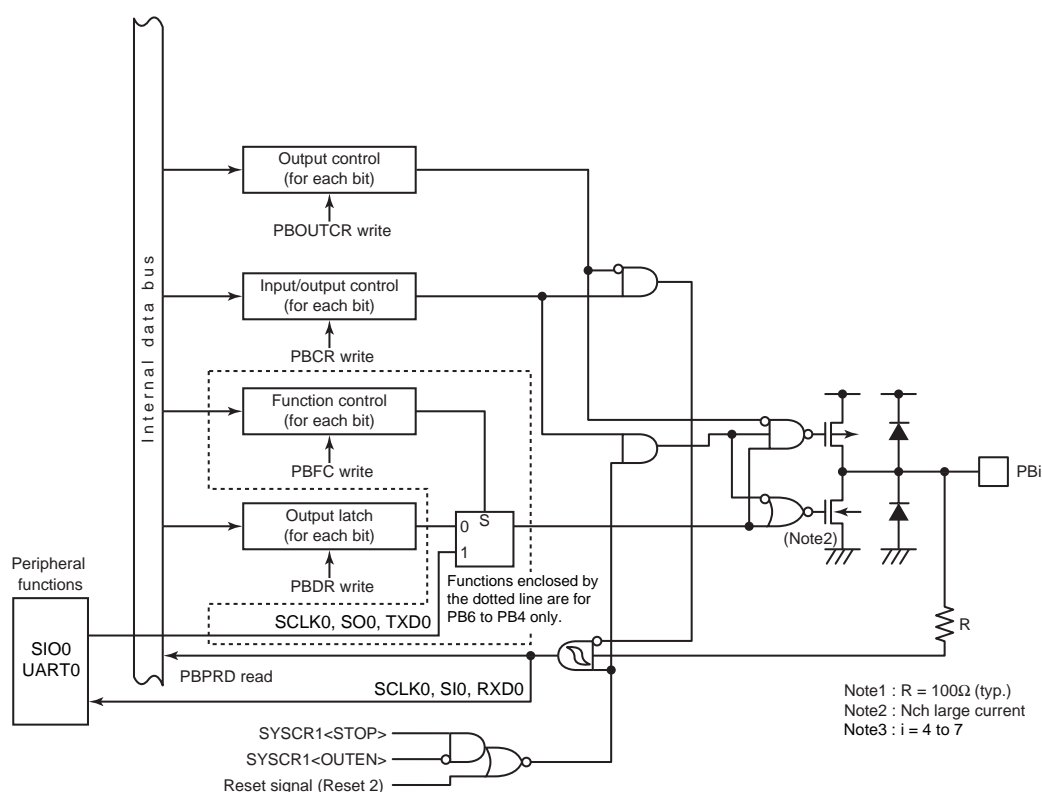 Internal data bus
Output control
(for each bit)
PBOUTCR write
Input/output control
(for each bit)
PBCR write
Function control
(for each bit)
PBFC write
Output latch
(for each bit)
PBDR write
0
S
1
Functions enclosed by
the dotted line are for
PB6 to PB4 only.
Peripheral
functions
SIO0
UART0
SCLK0, SO0, TXD0
PBPRD read
SCLK0, SI0, RXD0
SYSCR1<STOP>
SYSCR1<OUTEN>
Reset signal (Reset 2)
(Note2)
PBi
R
Note1 : R = 100Ω (typ.)
Note2 : Nch large current
Note3 : i = 4 to 7